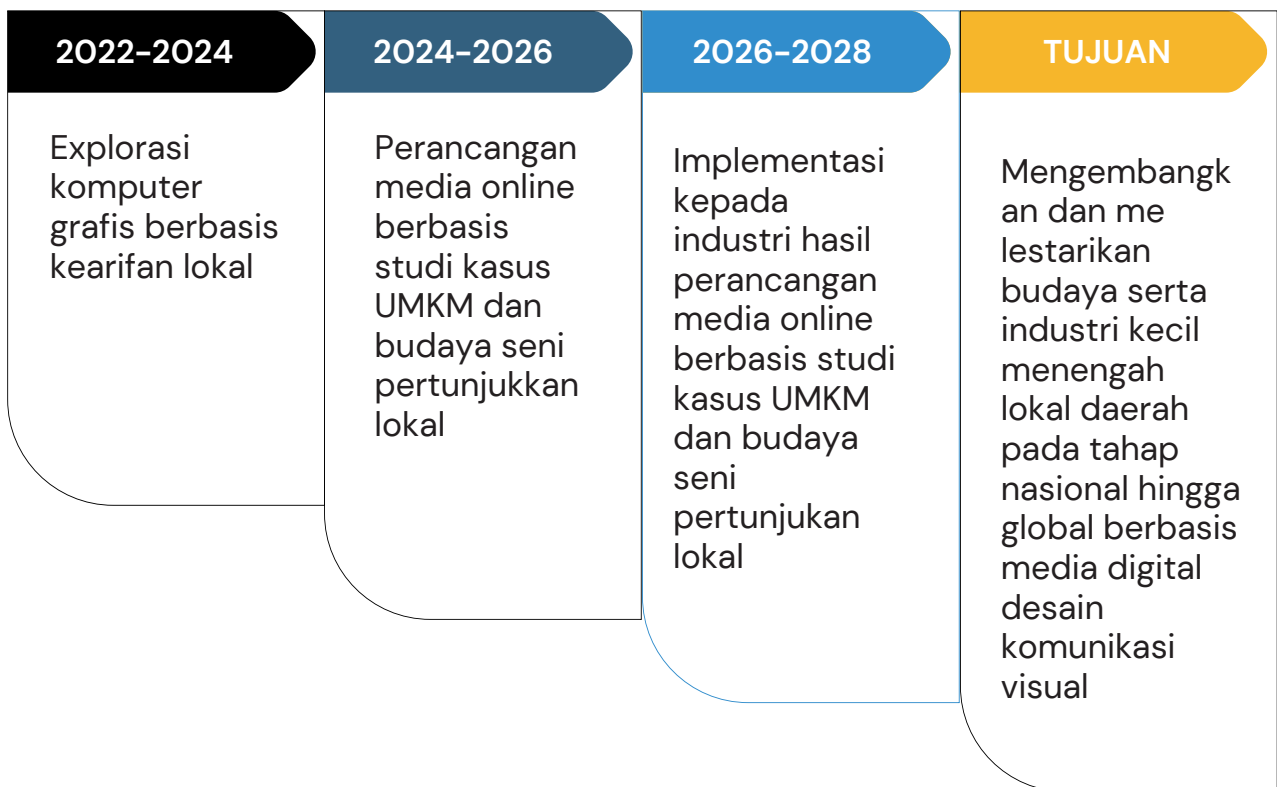 2022-2024
Explorasi
komputer
grafis berbasis
kearifan lokal
2024-2026
Perancangan
media online
berbasis
studi kasus
UMKM dan
budaya seni
pertunjukkan
lokal
2026-2028
Implementasi
kepada
industri hasil
perancangan
media online
berbasis studi
kasus UMKM
dan budaya
seni
pertunjukan
lokal
TUJUAN
Mengembangk
an dan me
lestarikan
budaya serta
industri kecil
menengah
lokal daerah
pada tahap
nasional hingga
global berbasis
media digital
desain
komunikasi
visual